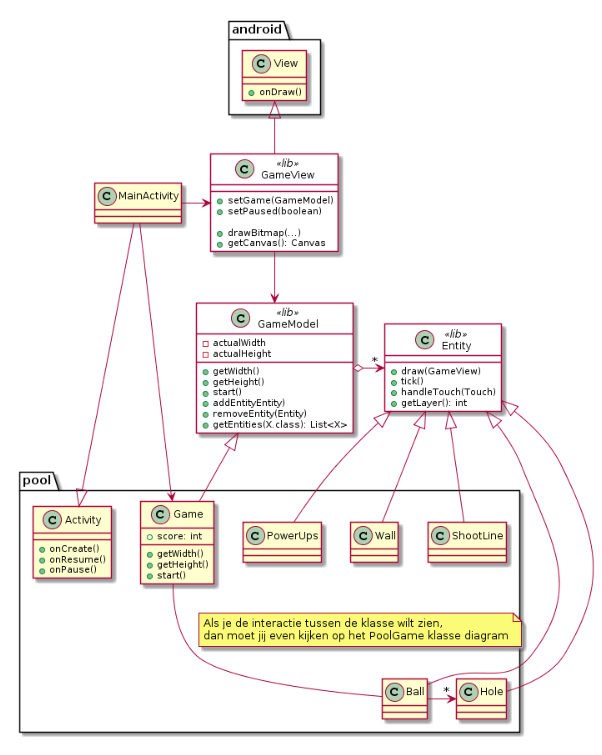 android
C View
onDraw()
«lib»
C GameView
setGame(GameModel)
setPaused(boolean)
drawBitmap(...)
getCanvas(): Canvas
C MainActivity
«lib»
C GameModel
actualWidth
actualHeight
getWidth()
getHeight()
start()
addEntityEntity)
removeEntity(Entity)
getEntities(X.class): List<X>
*
«lib»
C Entity
draw(GameView)
tick()
handleTouch(Touch)
getLayer(): int
pool
C Activity
onCreate()
onResume()
onPause()
C Game
score: int
getWidth()
getHeight()
start()
C PowerUps
C Wall
C ShootLine
Als je de interactie tussen de klasse wilt zien,
dan moet jij even kijken op het PoolGame klasse diagram
C Ball
*
C Hole